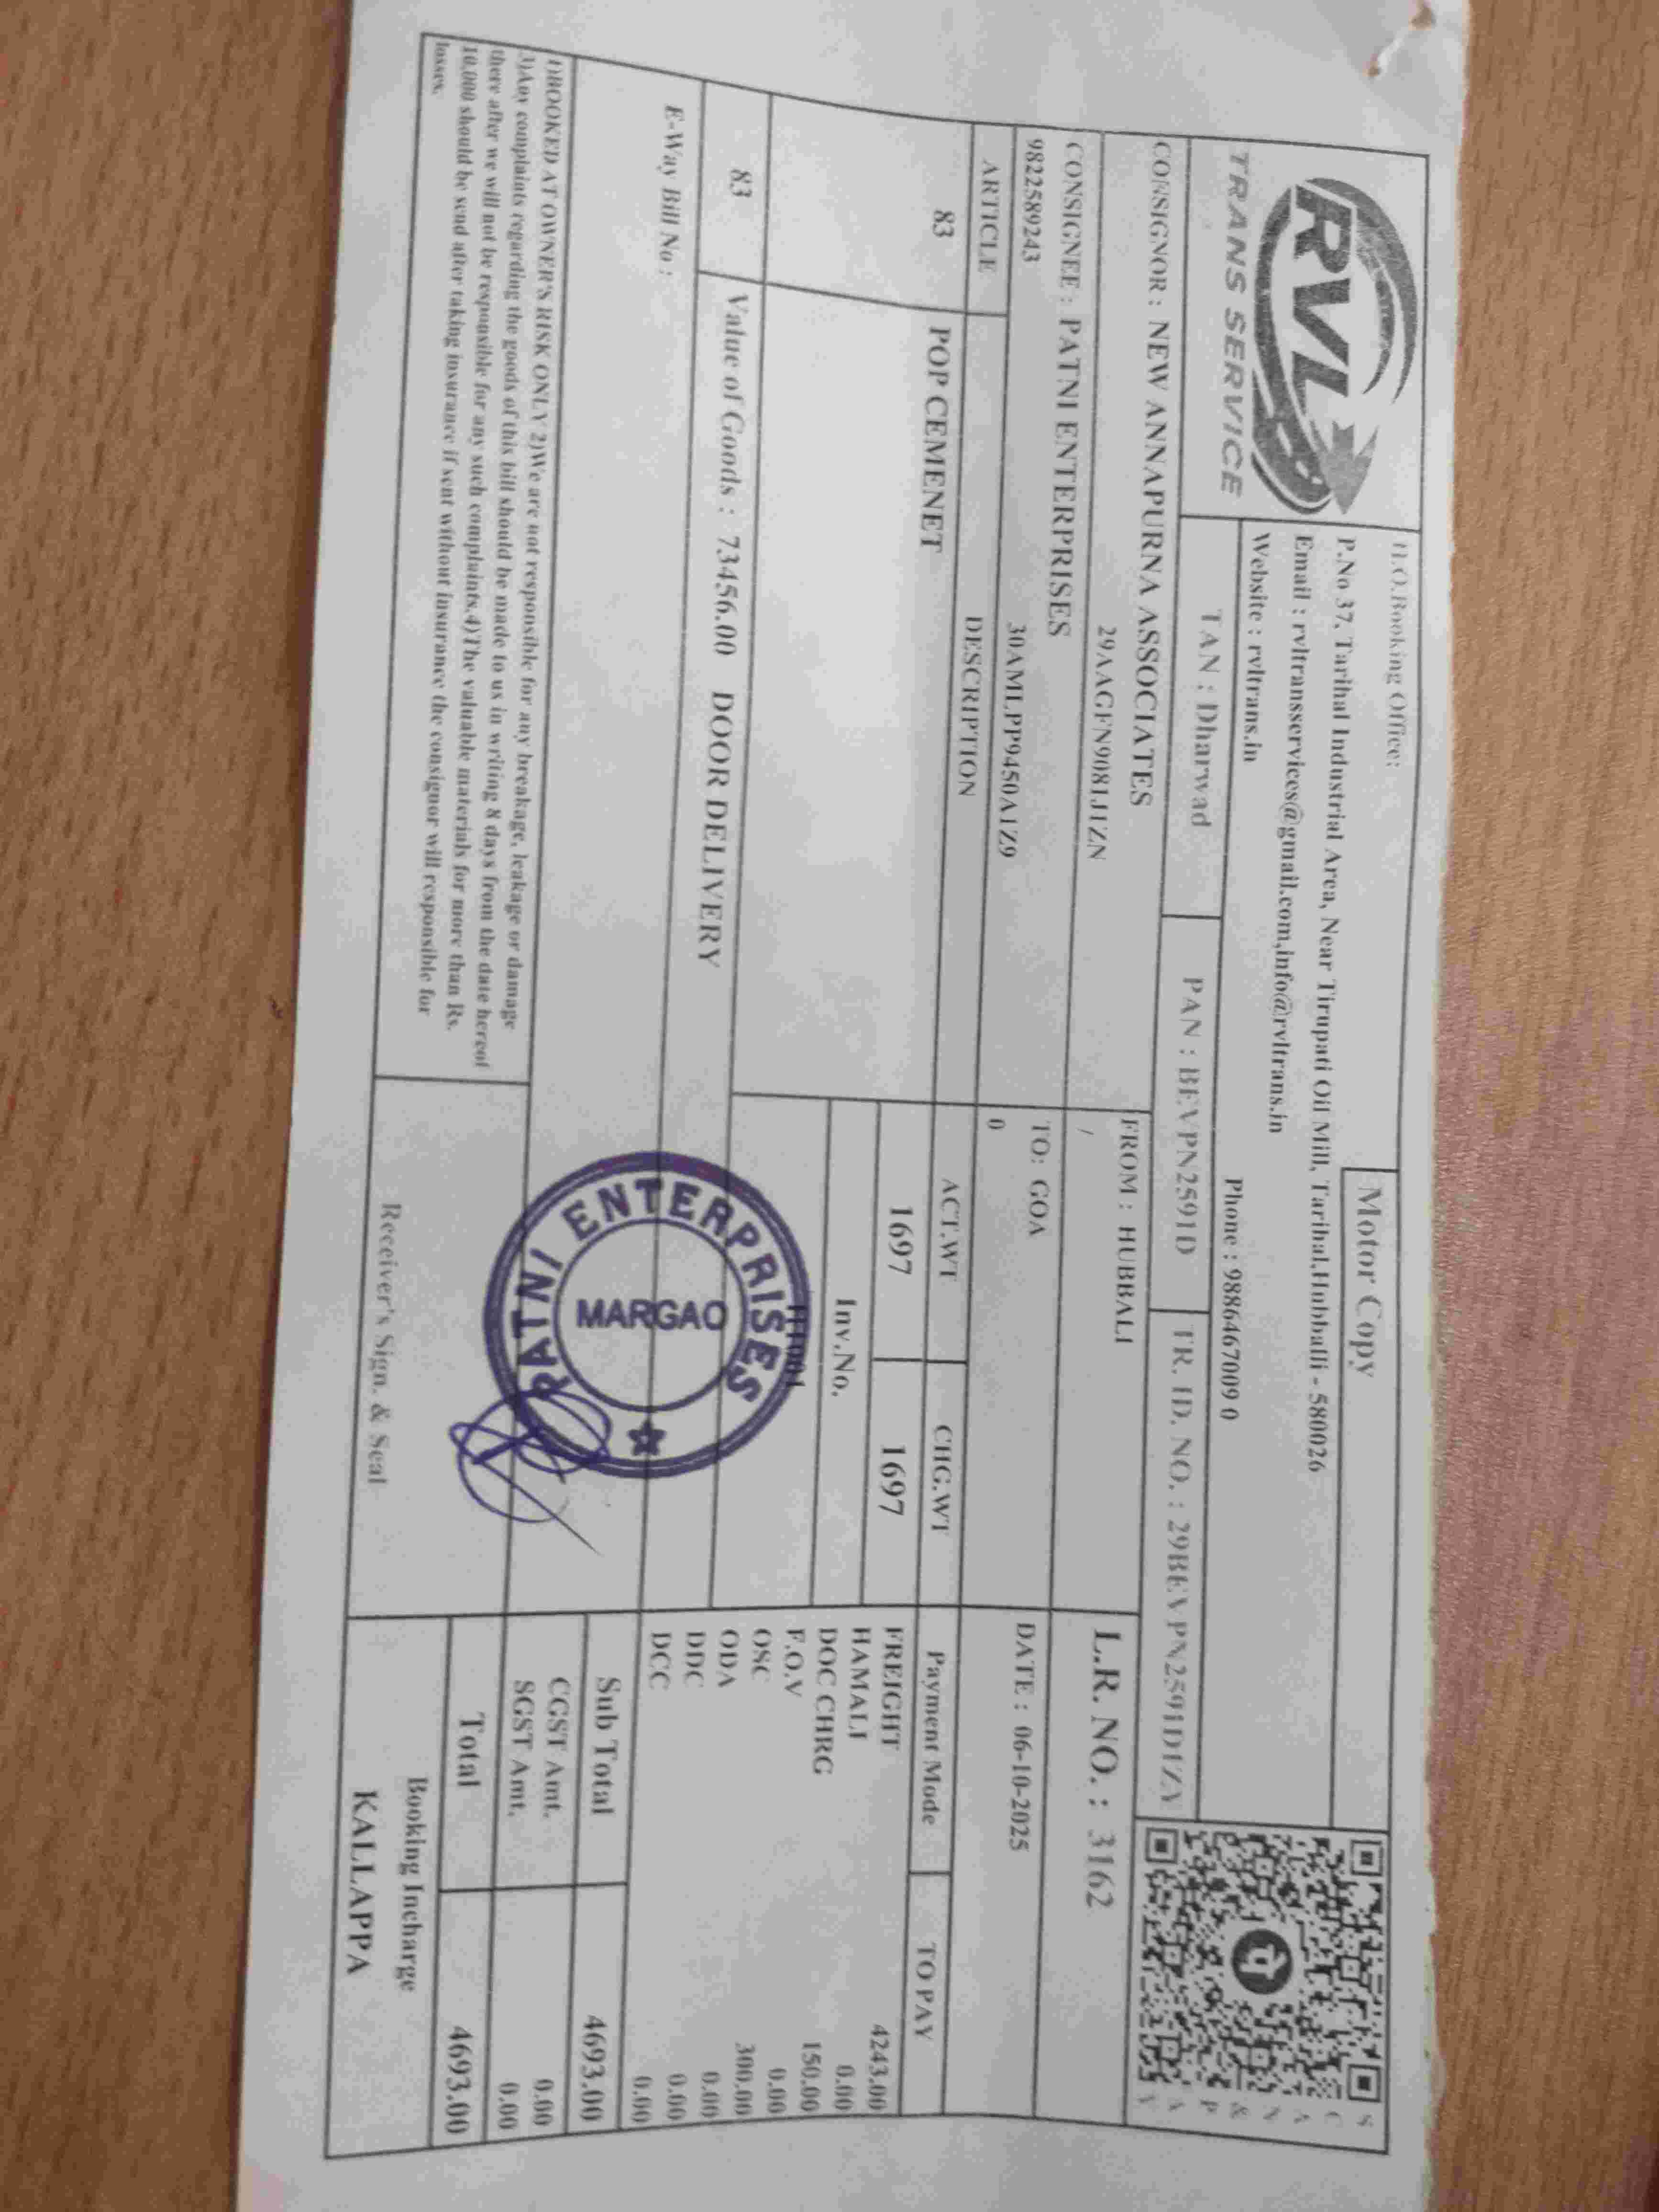 RVL
TRANS SERVICE
H.O.Booking Office:
Motor Copy
P.No 37, Tarihal Industrial Area, Near Tirupati Oil Mill, Tarihal,Hubballi - 580026
Email : rvltransservices@gmail.com,info@rvltrans.in
Website : rvltrans.in
Phone : 9886467009 0
SCAN & PAY
TAN : Dharwad
PAN : BEVPN2591D
TR. ID. NO. : 29BEVPN2591D1ZY
CONSIGNOR : NEW ANNAPURNA ASSOCIATES
29AAGFN9081J1ZN
FROM : HUBBALI
/
L.R. NO. : 3162
CONSIGNEE : PATNI ENTERPRISES
9822589243
30AMLPP9450A1Z9
TO: GOA
0
DATE : 06-10-2025
ARTICLE
DESCRIPTION
ACT.WT
CHG.WT
Payment Mode
TO PAY
83
POP CEMENET
1697
1697
Inv.No.
FREIGHT 4243.00
HAMALI 0.00
DOC CHRG 150.00
F.O.V 0.00
OSC 300.00
ODA 0.00
DDC 0.00
DCC 0.00
83
Value of Goods : 73456.00 DOOR DELIVERY
E-Way Bill No :
PATNI ENTERPRISES
MARGAO
Sub Total 4693.00
CGST Amt. 0.00
SGST Amt. 0.00
Total 4693.00
1)BOOKED AT OWNER'S RISK ONLY 2)We are not responsible for any breakage, leakage or damage
3)Any complaints regarding the goods of this bill should be made to us in writing 8 days from the date hereof
there after we will not be responsible for any such complaints.4)The valuable materials for more than Rs.
10,000 should be send after taking insurance if sent without insurance the consignor will responsible for
losses.
Receiver's Sign. & Seal
Booking Incharge
KALLAPPA